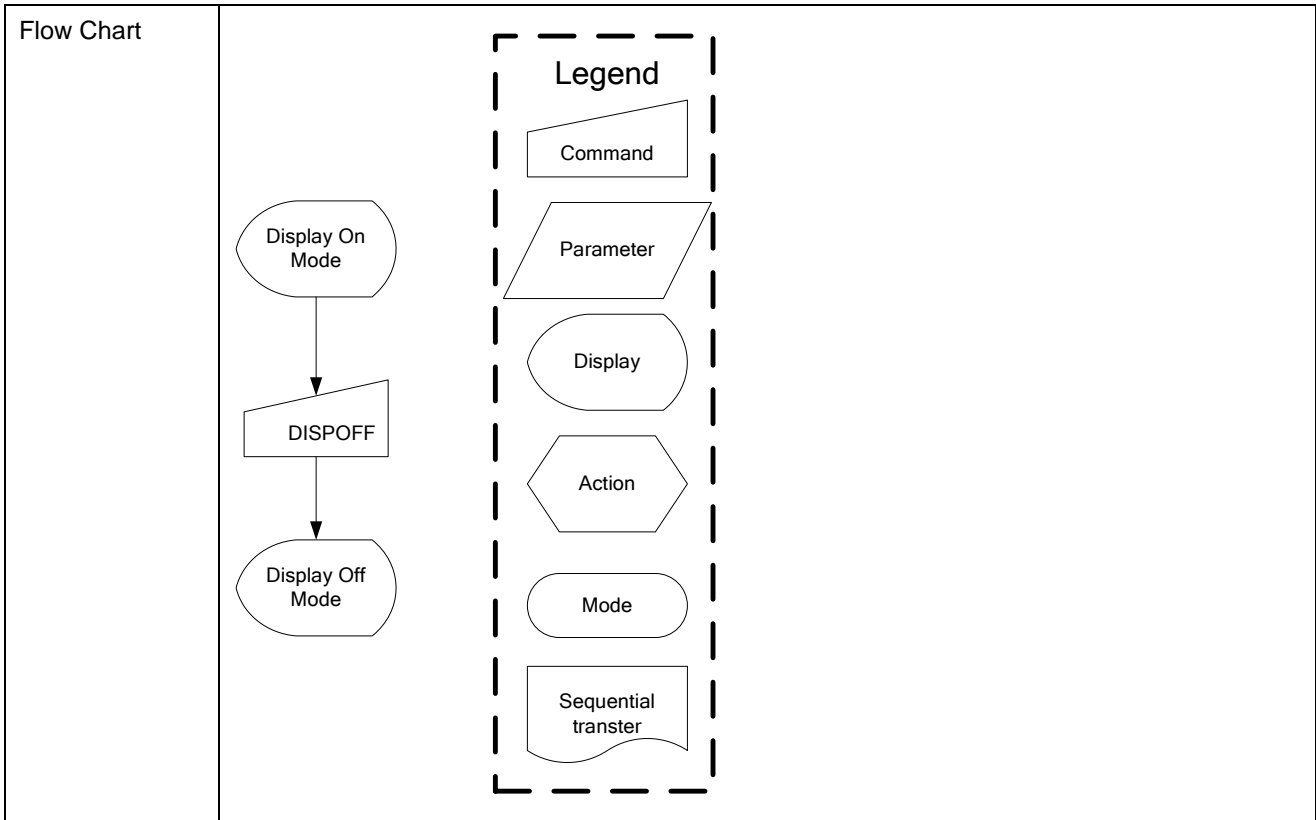 Flow Chart
Display On
Mode
DISPOFF
Display Off
Mode
Legend
Command
Parameter
Display
Action
Mode
Sequential
transter